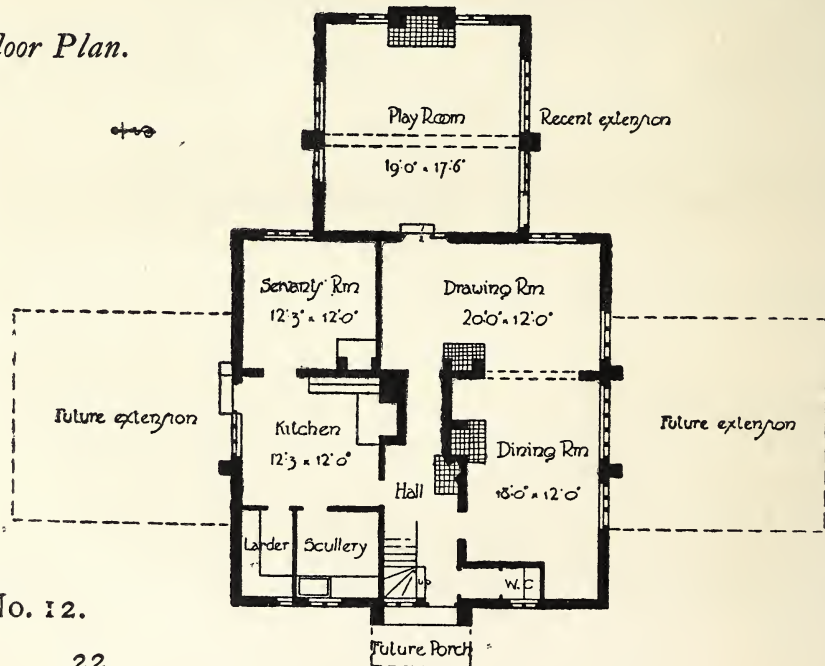 loor Plan.
Play Room
19'·0" × 17'·6"
Recent extension
Servants' Rm
12'·3" × 12'·0"
Drawing Rm
20'·0" × 12'·0"
Future extension
Kitchen
12'·3 × 12'·0"
Hall
Dining Rm
18'·0" × 12'·0"
Future extension
Larder
Scullery
up
W.C
Future Porch
No. 12.
22